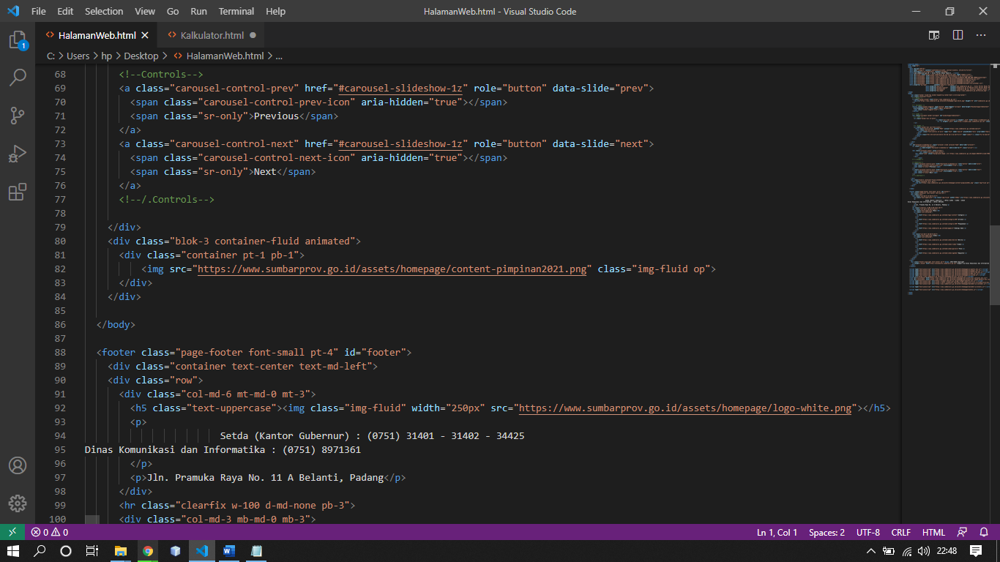 File Edit Selection View Go Run Terminal Help HalamanWeb.html - Visual Studio Code
HalamanWeb.html Kalkulator.html
1
C: > Users > hp > Desktop > HalamanWeb.html > ...
68 <!--Controls-->
69 <a class="carousel-control-prev" href="#carousel-slideshow-1z" role="button" data-slide="prev">
70 <span class="carousel-control-prev-icon" aria-hidden="true"></span>
71 <span class="sr-only">Previous</span>
72 </a>
73 <a class="carousel-control-next" href="#carousel-slideshow-1z" role="button" data-slide="next">
74 <span class="carousel-control-next-icon" aria-hidden="true"></span>
75 <span class="sr-only">Next</span>
76 </a>
77 <!--/.Controls-->
78
79 </div>
80 <div class="blok-3 container-fluid animated">
81 <div class="container pt-1 pb-1">
82 <img src="https://www.sumbarprov.go.id/assets/homepage/content-pimpinan2021.png" class="img-fluid op">
83 </div>
84 </div>
85
86 </body>
87
88 <footer class="page-footer font-small pt-4" id="footer">
89 <div class="container text-center text-md-left">
90 <div class="row">
91 <div class="col-md-6 mt-md-0 mt-3">
92 <h5 class="text-uppercase"><img class="img-fluid" width="250px" src="https://www.sumbarprov.go.id/assets/homepage/logo-white.png"></h5>
93 <p>
94 Setda (Kantor Gubernur) : (0751) 31401 - 31402 - 34425
95 Dinas Komunikasi dan Informatika : (0751) 8971361
96 </p>
97 <p>Jln. Pramuka Raya No. 11 A Belanti, Padang</p>
98 </div>
99 <hr class="clearfix w-100 d-md-none pb-3">
100 <div class="col-md-3 mb-md-0 mb-3">
0 0 Ln 1, Col 1 Spaces: 2 UTF-8 CRLF HTML
22:48